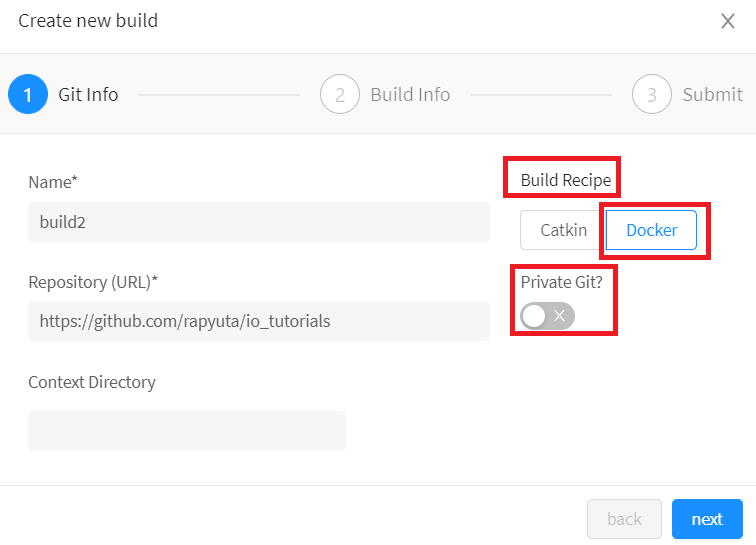 Create new build
1 Git Info 2 Build Info 3 Submit
Name*
build2
Build Recipe
Catkin Docker
Repository (URL)*
https://github.com/rapyuta/io_tutorials
Private Git?
Context Directory
back next